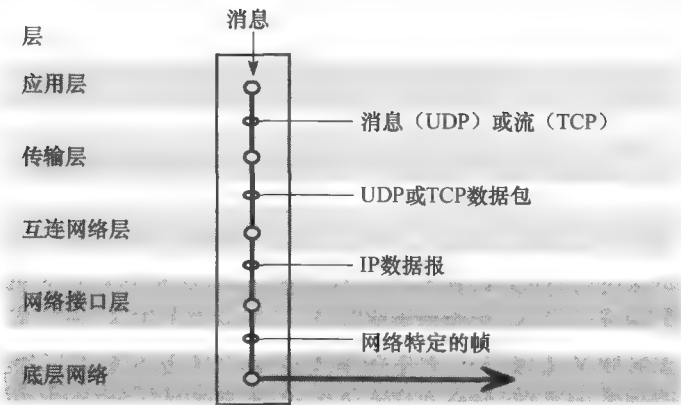 消息
层
应用层
消息（UDP）或流（TCP）
传输层
UDP或TCP数据包
互连网络层
IP数据报
网络接口层
网络特定的帧
底层网络